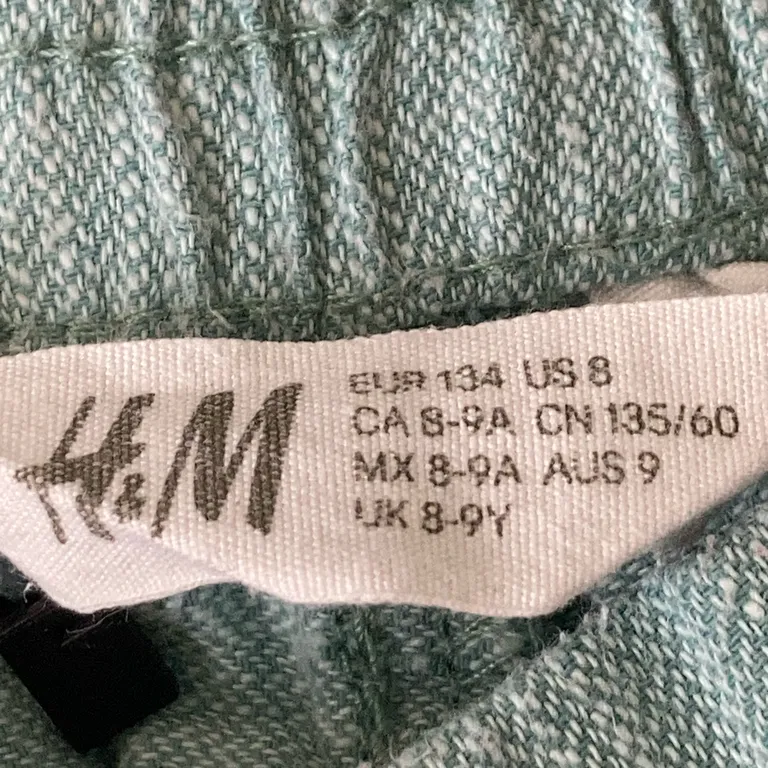 H&M
EUR 134 US 8
CA 8-9A CN 135/60
MX 8-9A AUS 9
UK 8-9Y